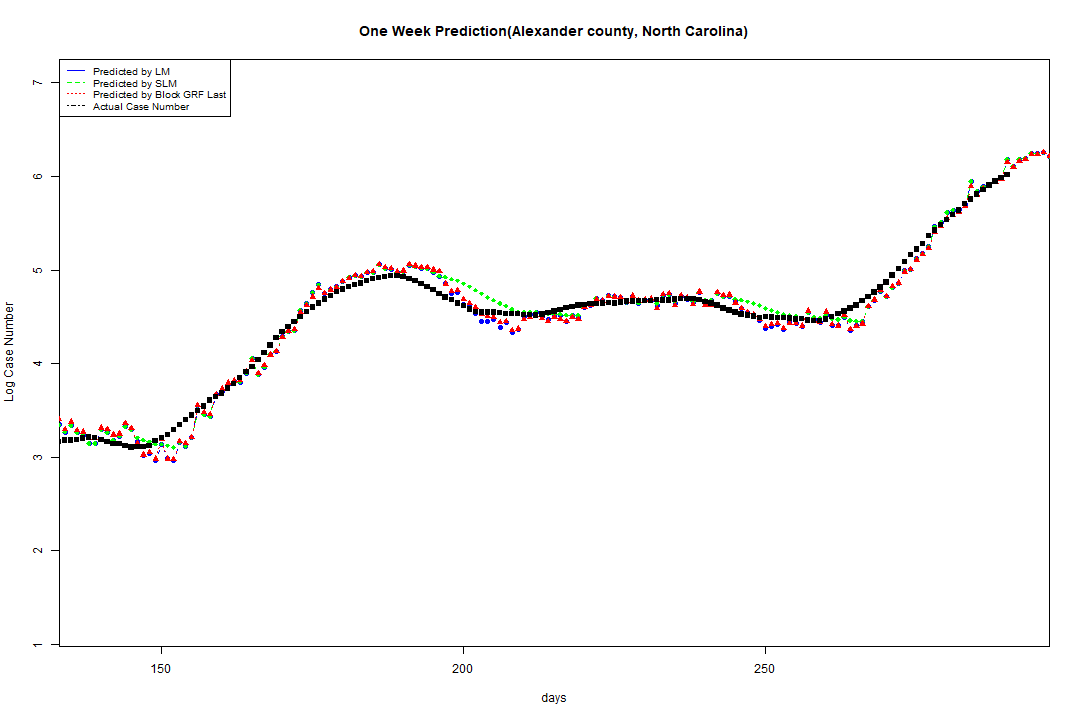 One Week Prediction(Alexander county, North Carolina)
Predicted by LM
Predicted by SLM
Predicted by Block GRF Last
Actual Case Number
7
6
5
4
3
2
1
Log Case Number
150
200
250
days